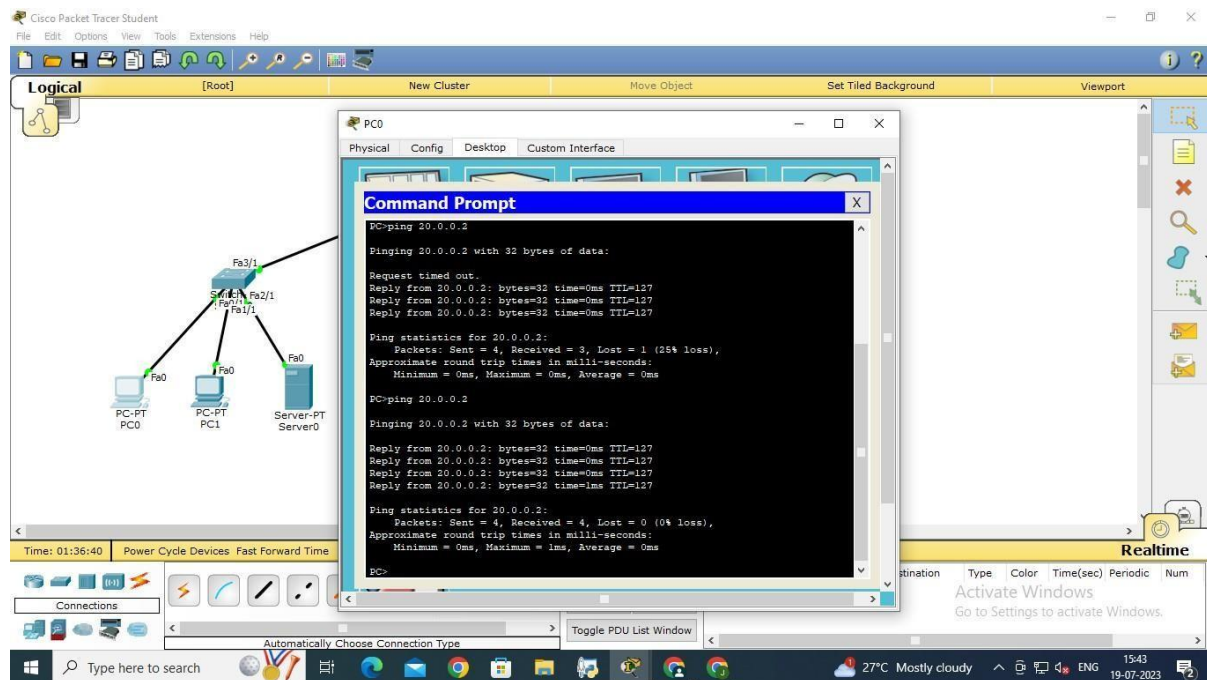 Cisco Packet Tracer Student
File Edit Options View Tools Extensions Help
Logical [Root] New Cluster Move Object Set Tiled Background Viewport
PC0
Physical Config Desktop Custom Interface
Command Prompt X
PC>ping 20.0.0.2
Pinging 20.0.0.2 with 32 bytes of data:
Request timed out.
Reply from 20.0.0.2: bytes=32 time=0ms TTL=127
Reply from 20.0.0.2: bytes=32 time=0ms TTL=127
Reply from 20.0.0.2: bytes=32 time=0ms TTL=127
Ping statistics for 20.0.0.2:
Packets: Sent = 4, Received = 3, Lost = 1 (25% loss),
Approximate round trip times in milli-seconds:
Minimum = 0ms, Maximum = 0ms, Average = 0ms
PC>ping 20.0.0.2
Pinging 20.0.0.2 with 32 bytes of data:
Reply from 20.0.0.2: bytes=32 time=0ms TTL=127
Reply from 20.0.0.2: bytes=32 time=0ms TTL=127
Reply from 20.0.0.2: bytes=32 time=0ms TTL=127
Reply from 20.0.0.2: bytes=32 time=1ms TTL=127
Ping statistics for 20.0.0.2:
Packets: Sent = 4, Received = 4, Lost = 0 (0% loss),
Approximate round trip times in milli-seconds:
Minimum = 0ms, Maximum = 1ms, Average = 0ms
PC>
Fa3/1
Fa2/1
Fa0/1
Fa1/1
Fa0
Fa0
Fa0
PC-PT
PC0
PC-PT
PC1
Server-PT
Server0
Time: 01:36:40 Power Cycle Devices Fast Forward Time
Realtime
Connections
Automatically Choose Connection Type
Toggle PDU List Window
stination Type Color Time(sec) Periodic Num
Activate Windows
Go to Settings to activate Windows.
Type here to search
27°C Mostly cloudy
ENG
15:43
19-07-2023
2